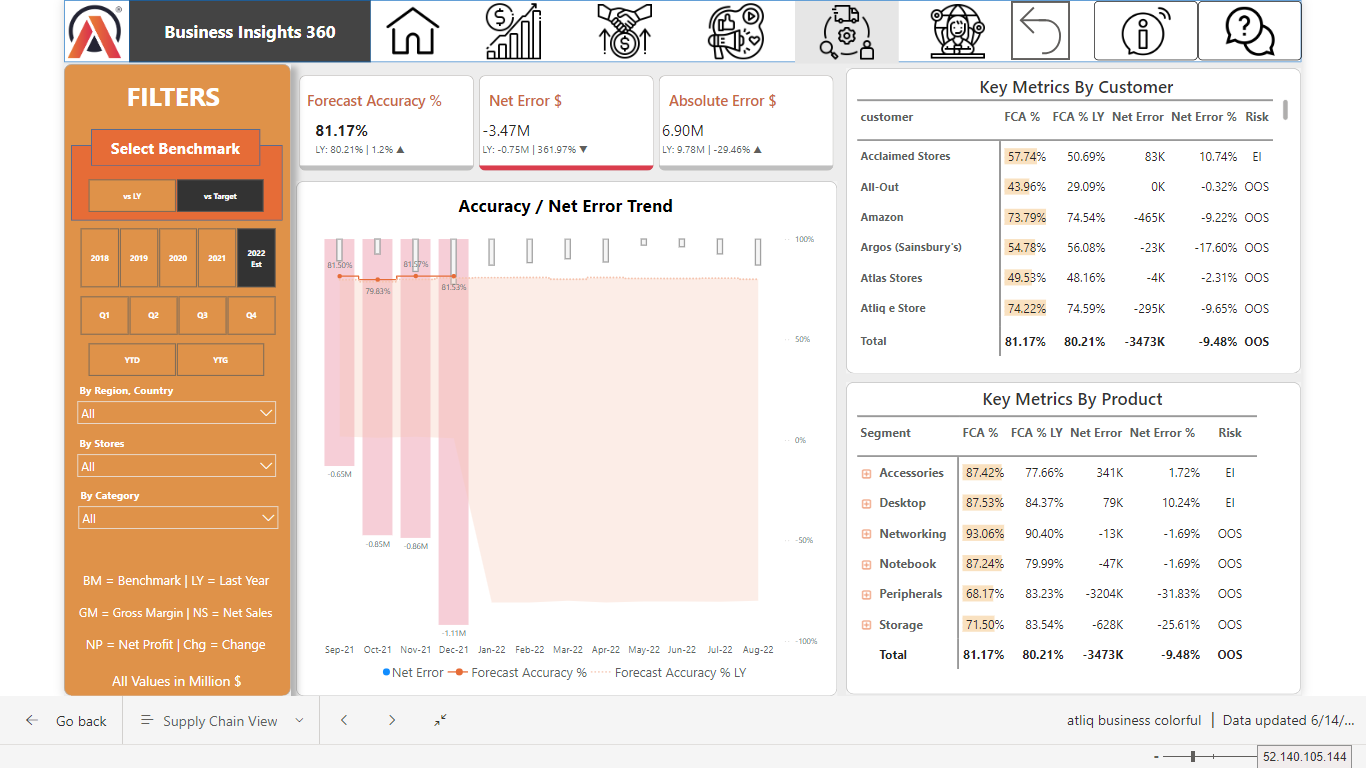 Business Insights 360
FILTERS
Select Benchmark
vs LY
vs Target
2018
2019
2020
2021
2022
Est
Q1
Q2
Q3
Q4
YTD
YTG
By Region, Country
All
By Stores
All
By Category
All
BM = Benchmark | LY = Last Year
GM = Gross Margin | NS = Net Sales
NP = Net Profit | Chg = Change
All Values in Million $
Forecast Accuracy %
81.17%
LY: 80.21% | 1.2% ▲
Net Error $
-3.47M
LY: -0.75M | 361.97% ▼
Absolute Error $
6.90M
LY: 9.78M | -29.46% ▲
Accuracy / Net Error Trend
100%
50%
0%
-50%
-100%
81.50%
79.83%
81.57%
81.53%
-0.65M
-0.85M
-0.86M
-1.11M
Sep-21 Oct-21 Nov-21 Dec-21 Jan-22 Feb-22 Mar-22 Apr-22 May-22 Jun-22 Jul-22 Aug-22
Net Error Forecast Accuracy % Forecast Accuracy % LY
Key Metrics By Customer
customer FCA % FCA % LY Net Error Net Error % Risk
Acclaimed Stores 57.74% 50.69% 83K 10.74% EI
All-Out 43.96% 29.09% 0K -0.32% OOS
Amazon 73.79% 74.54% -465K -9.22% OOS
Argos (Sainsbury's) 54.78% 56.08% -23K -17.60% OOS
Atlas Stores 49.53% 48.16% -4K -2.31% OOS
Atliq e Store 74.22% 74.59% -295K -9.65% OOS
Total 81.17% 80.21% -3473K -9.48% OOS
Key Metrics By Product
Segment FCA % FCA % LY Net Error Net Error % Risk
Accessories 87.42% 77.66% 341K 1.72% EI
Desktop 87.53% 84.37% 79K 10.24% EI
Networking 93.06% 90.40% -13K -1.69% OOS
Notebook 87.24% 79.99% -47K -1.69% OOS
Peripherals 68.17% 83.23% -3204K -31.83% OOS
Storage 71.50% 83.54% -628K -25.61% OOS
Total 81.17% 80.21% -3473K -9.48% OOS
Go back
Supply Chain View
atliq business colorful | Data updated 6/14/...
52.140.105.144